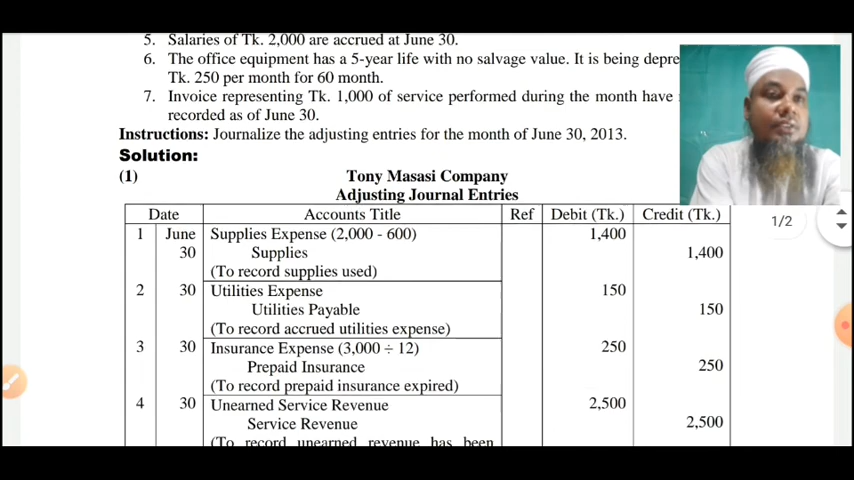 5. Salaries of Tk. 2,000 are accrued at June 30.
6. The office equipment has a 5-year life with no salvage value. It is being depre
Tk. 250 per month for 60 month.
7. Invoice representing Tk. 1,000 of service performed during the month have
recorded as of June 30.
Instructions: Journalize the adjusting entries for the month of June 30, 2013.
Solution:
(1) Tony Masasi Company
Adjusting Journal Entries
Date Accounts Title Ref Debit (Tk.) Credit (Tk.)
1/2
1 June Supplies Expense (2,000 - 600) 1,400
30 Supplies 1,400
(To record supplies used)
2 30 Utilities Expense 150
Utilities Payable 150
(To record accrued utilities expense)
3 30 Insurance Expense (3,000 ÷ 12) 250
Prepaid Insurance 250
(To record prepaid insurance expired)
4 30 Unearned Service Revenue 2,500
Service Revenue 2,500
(To record unearned revenue has been